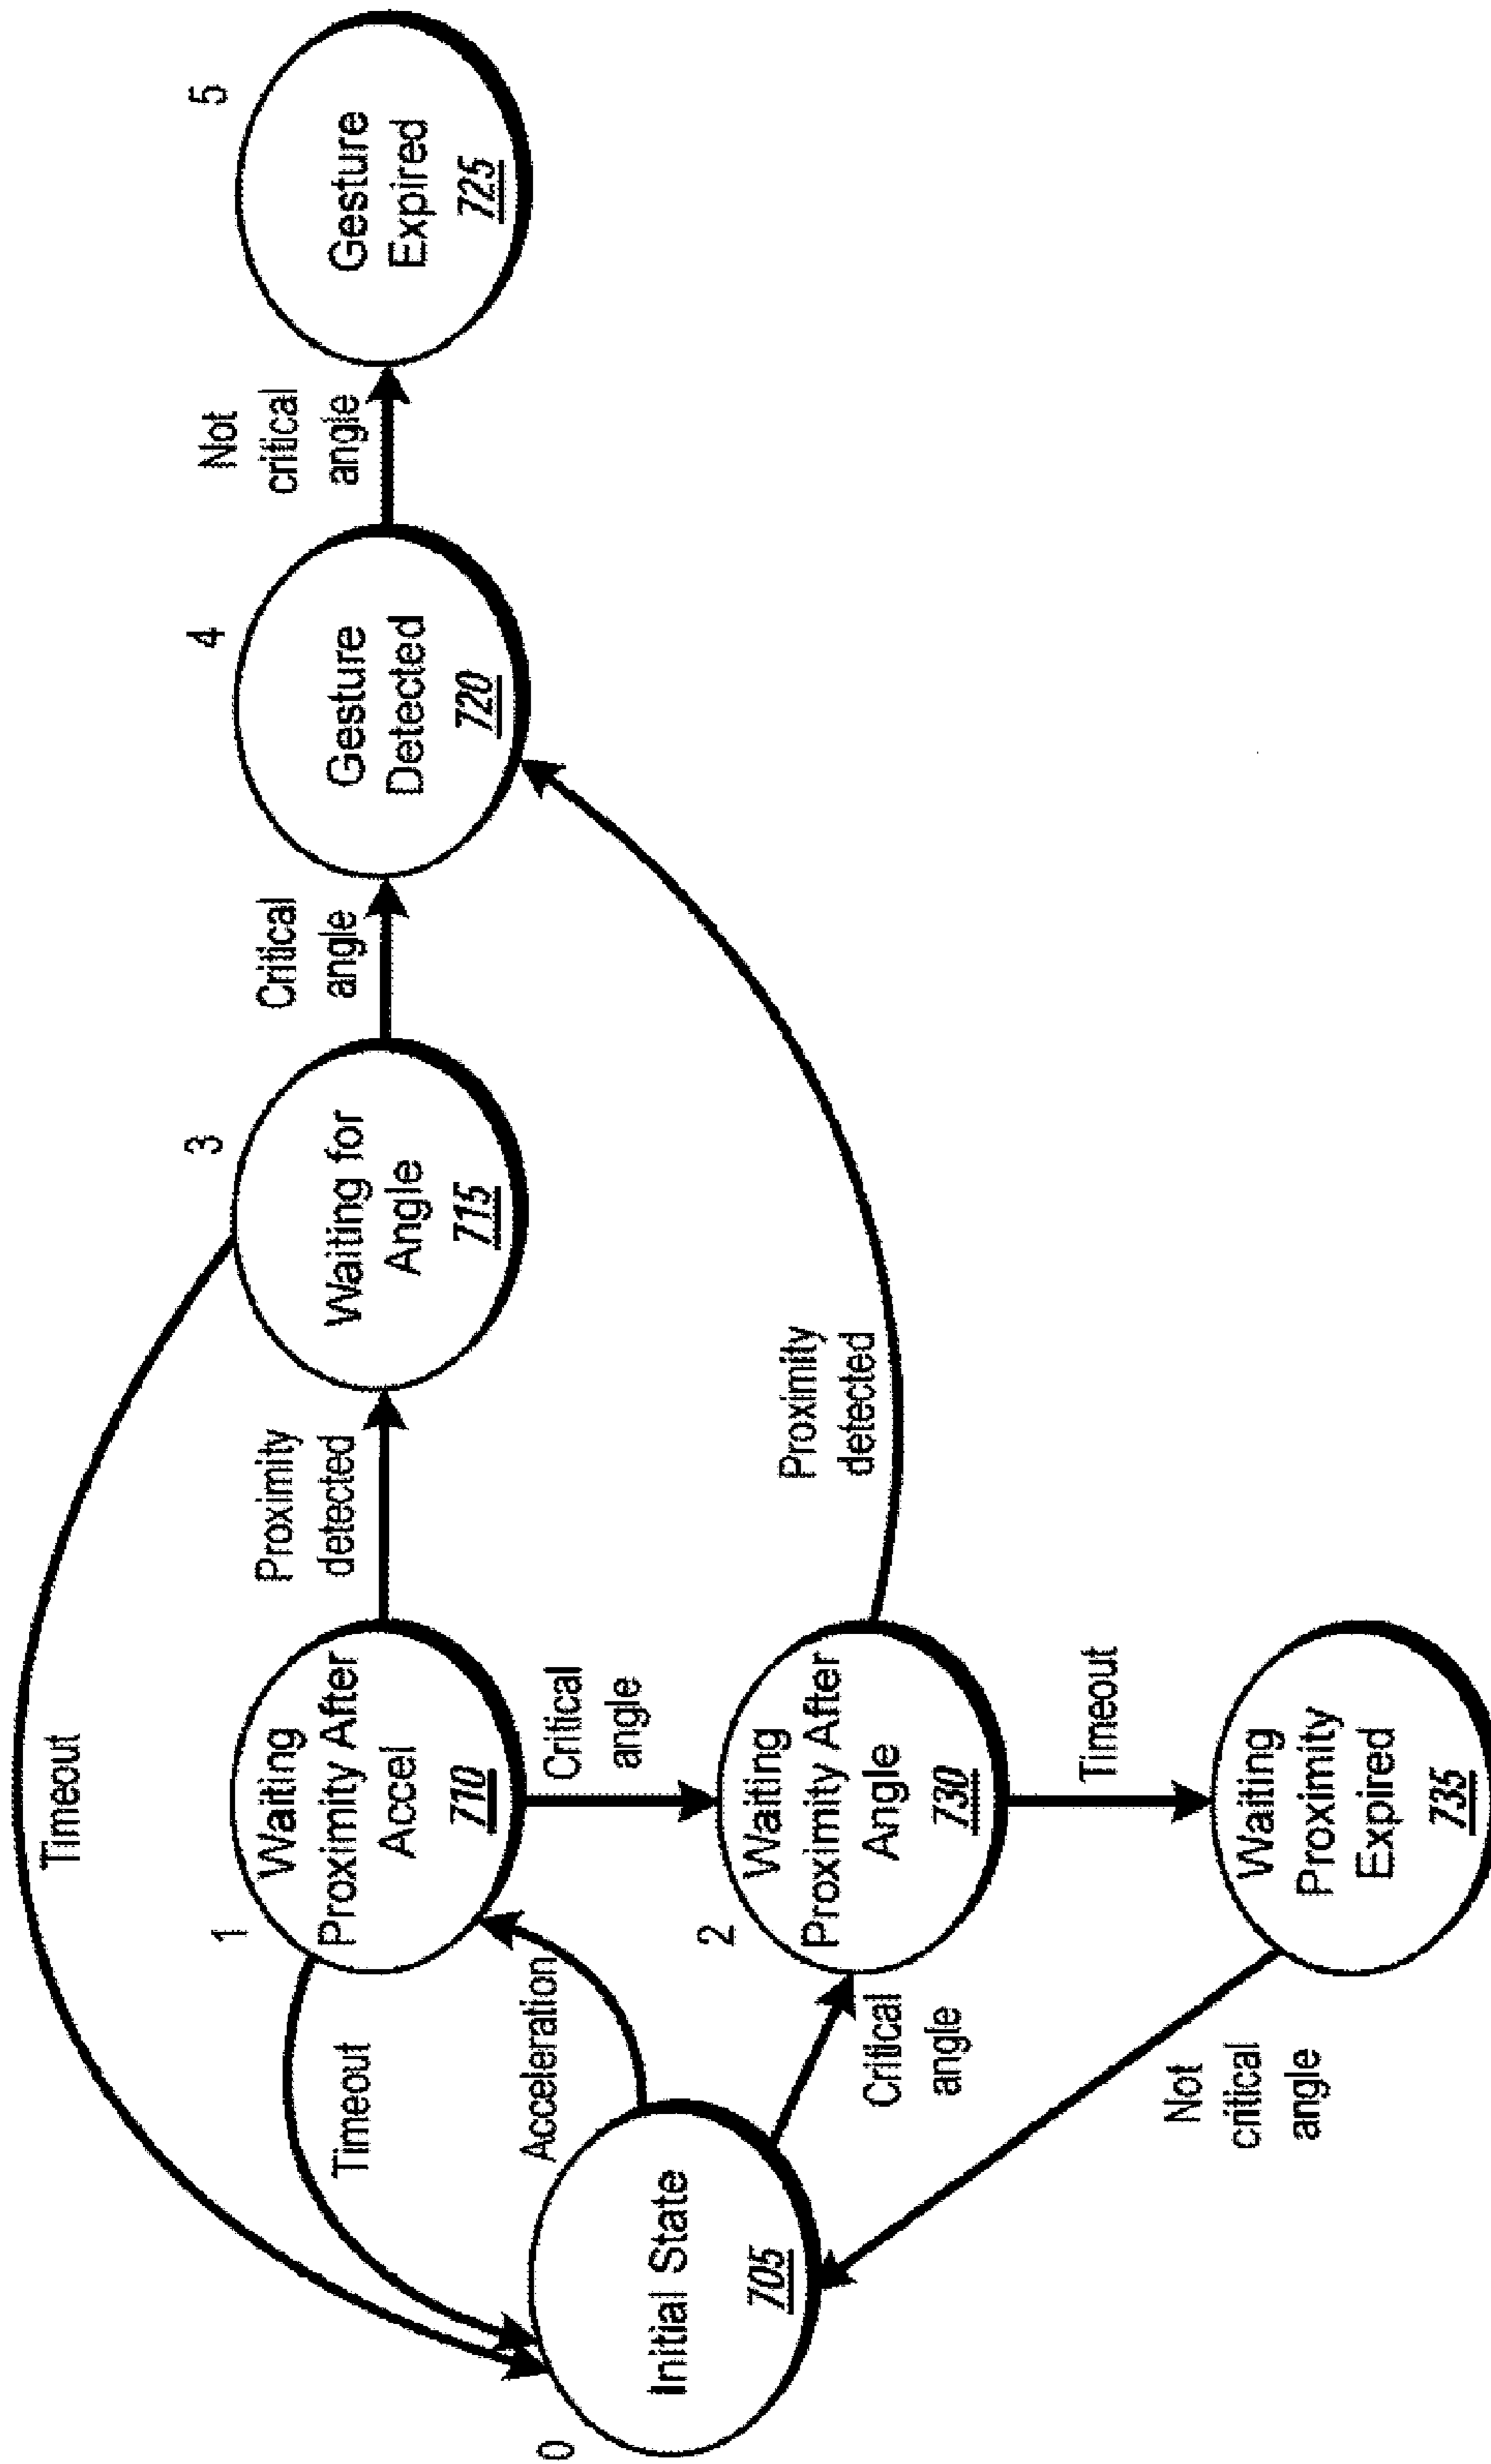 Timeout
0
Initial State
705
Timeout
Acceleration
1
Waiting
Proximity After
Accel
710
Proximity
detected
3
Waiting for
Angle
715
Critical
angle
4
Gesture
Detected
720
Not
critical
angle
5
Gesture
Expired
725
Critical
angle
Critical
angle
2
Waiting
Proximity After
Angle
730
Proximity
detected
Timeout
Not
critical
angle
Waiting
Proximity
Expired
735